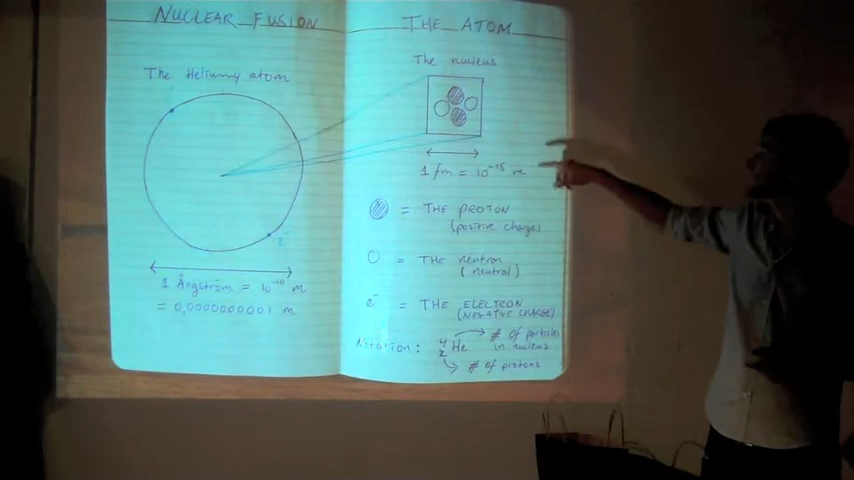 NUCLEAR FUSION
The Helium atom
e⁻
1 Ångström = 10⁻¹⁰ m
= 0,0000000001 m
THE ATOM
The nucleus
1 fm = 10⁻¹⁵ m
= THE PROTON
(positive charge)
= THE neutron
(neutral)
e⁻ = THE ELECTRON
(NEGATIVE CHARGE)
Notation: ⁴₂He → # of particles
in nucleus
→ # of protons